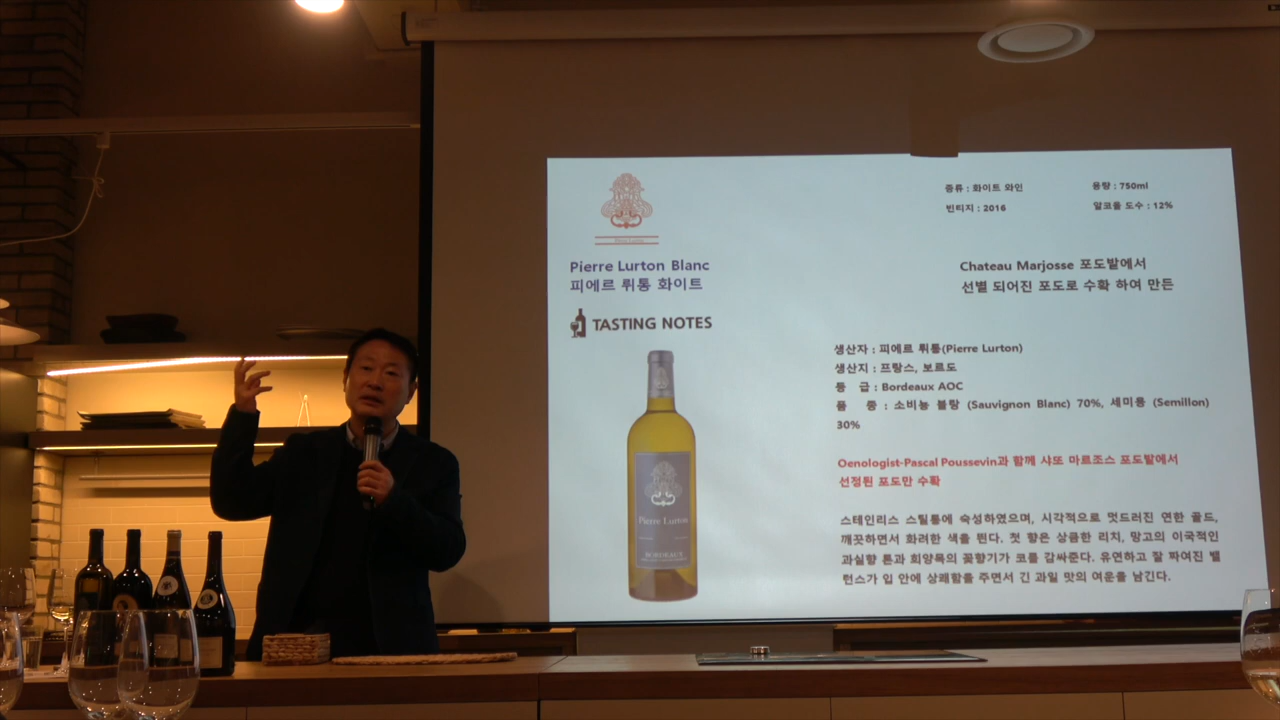 종류 : 화이트 와인
용량 : 750ml
빈티지 : 2016
알코올 도수 : 12%
Pierre Lurton Blanc
피에르 뤼통 화이트
Chateau Marjosse 포도밭에서
선별 되어진 포도로 수확 하여 만든
TASTING NOTES
생산자 : 피에르 뤼통(Pierre Lurton)
생산지 : 프랑스, 보르도
등 급 : Bordeaux AOC
품 종 : 소비뇽 블랑 (Sauvignon Blanc) 70%, 세미용 (Semillon)
30%
Oenologist-Pascal Poussevin과 함께 샤또 마르조스 포도밭에서
선정된 포도만 수확
스테인리스 스틸통에 숙성하였으며, 시각적으로 멋드러진 연한 골드,
깨끗하면서 화려한 색을 띈다. 첫 향은 상큼한 리치, 망고의 이국적인
과실향 톤과 회양목의 꽃향기가 코를 감싸준다. 유연하고 잘 짜여진 밸
런스가 입 안에 상쾌함을 주면서 긴 과일 맛의 여운을 남긴다.
Pierre Lurton
BORDEAUX